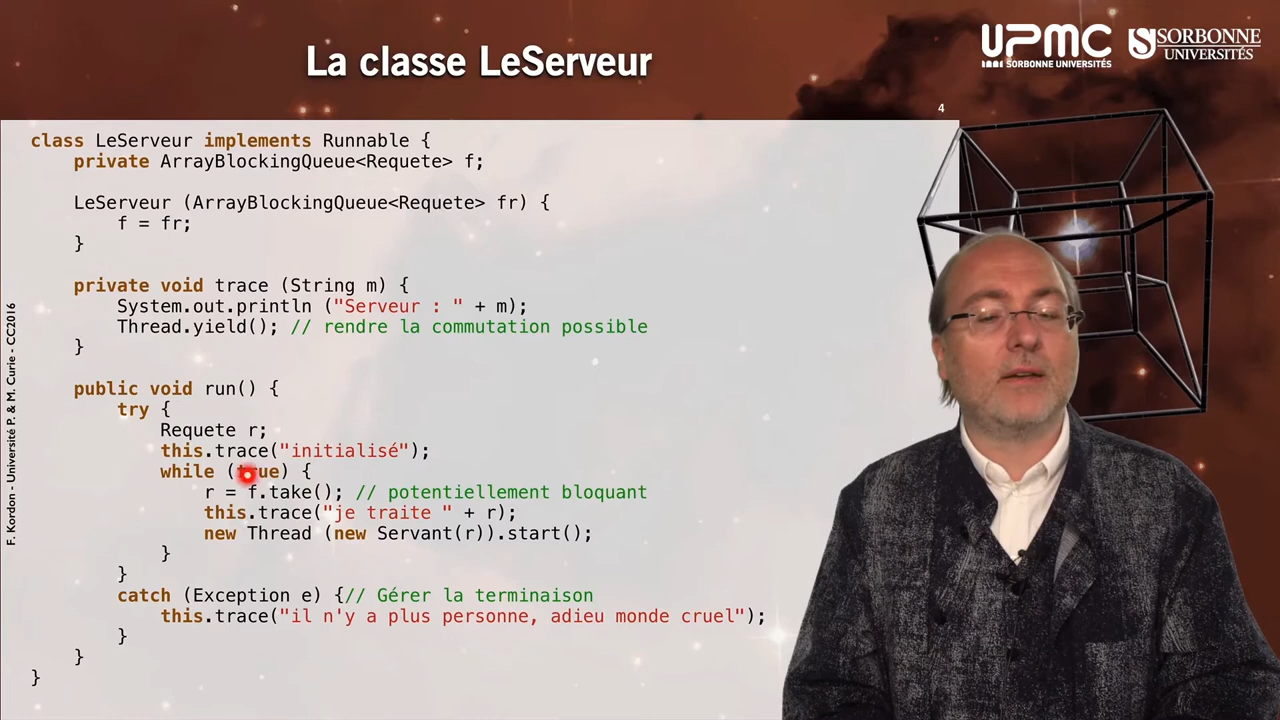 La classe LeServeur
UPMC
SORBONNE UNIVERSITÉS
SORBONNE
UNIVERSITÉS
4
class LeServeur implements Runnable {
private ArrayBlockingQueue<Requete> f;
LeServeur (ArrayBlockingQueue<Requete> fr) {
f = fr;
}
private void trace (String m) {
System.out.println ("Serveur : " + m);
Thread.yield(); // rendre la commutation possible
}
public void run() {
try {
Requete r;
this.trace("initialisé");
while (true) {
r = f.take(); // potentiellement bloquant
this.trace("je traite " + r);
new Thread (new Servant(r)).start();
}
}
catch (Exception e) {// Gérer la terminaison
this.trace("il n'y a plus personne, adieu monde cruel");
}
}
}
F. Kordon - Université P. & M. Curie - CC2016